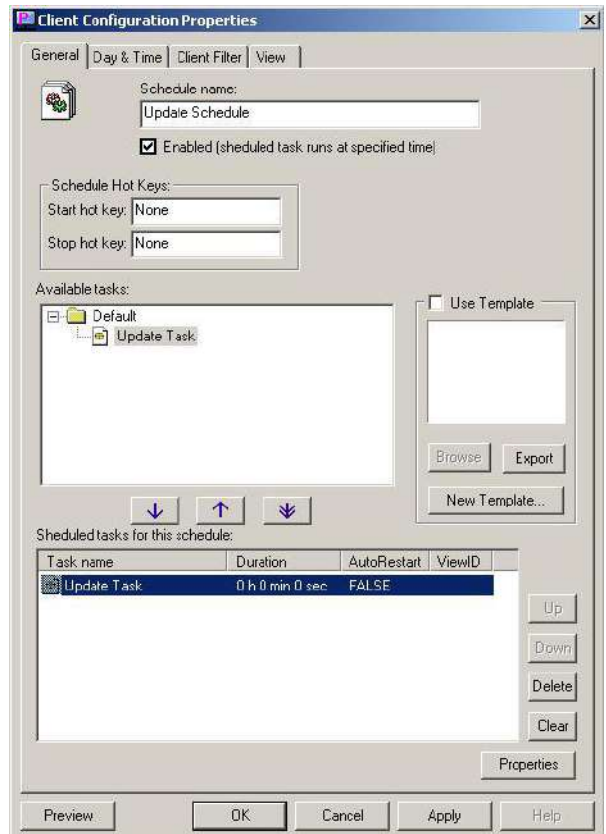 Client Configuration Properties
General Day & Time Client Filter View
Schedule name:
Update Schedule
Enabled (sheduled task runs at specified time)
Schedule Hot Keys:
Start hot key: None
Stop hot key: None
Available tasks:
Default
Update Task
Use Template
Browse Export
New Template...
Sheduled tasks for this schedule:
Task name Duration AutoRestart ViewID
Update Task 0 h 0 min 0 sec FALSE
Up
Down
Delete
Clear
Properties
Preview OK Cancel Apply Help